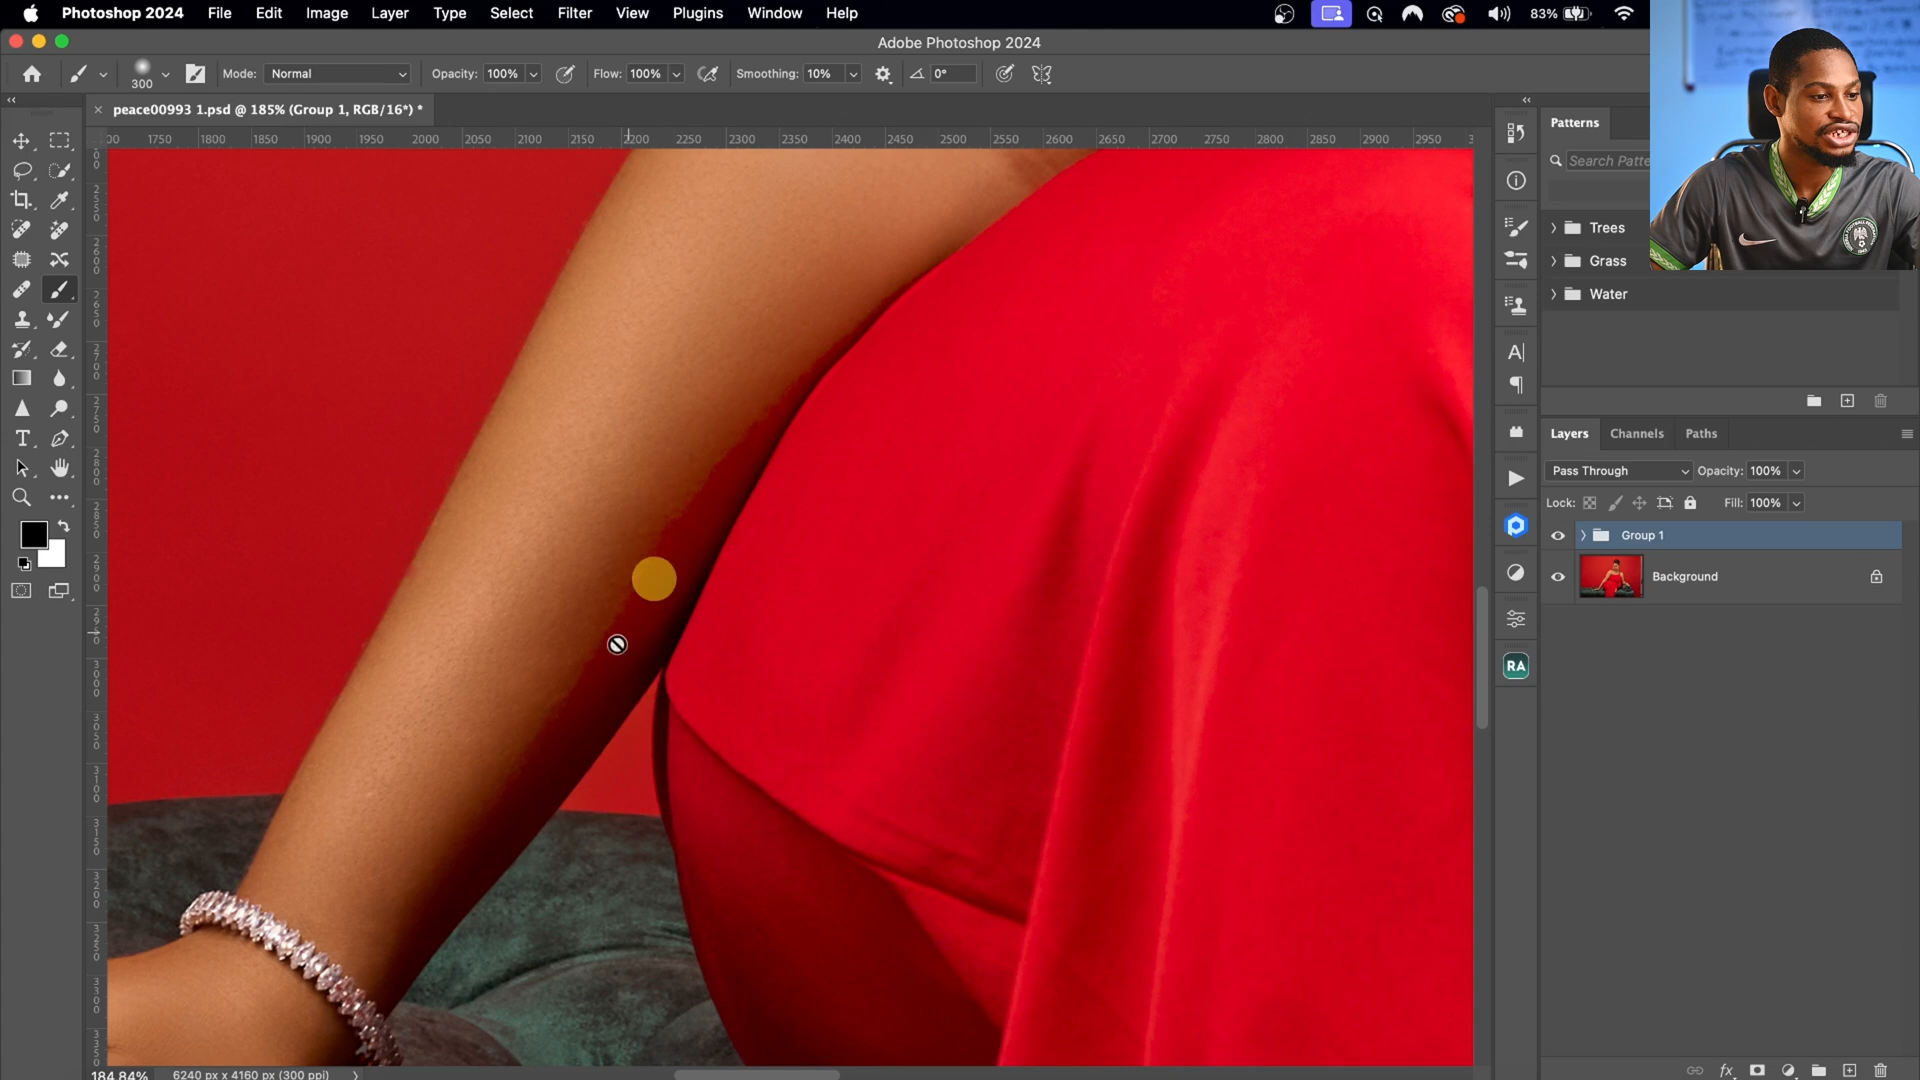 Photoshop 2024 File Edit Image Layer Type Select Filter View Plugins Window Help 83%
Adobe Photoshop 2024
300 Mode: Normal Opacity: 100% Flow: 100% Smoothing: 10% 0°
peace00993 1.psd @ 185% (Group 1, RGB/16*) *
1750 1800 1850 1900 1950 2000 2050 2100 2150 2200 2250 2300 2350 2400 2450 2500 2550 2600 2650 2700 2750 2800 2850 2900 2950
Patterns
Search Patte
Trees
Grass
Water
Layers Channels Paths
Pass Through Opacity: 100%
Lock: Fill: 100%
Group 1
Background
RA
184.84% 6240 px x 4160 px (300 ppi)